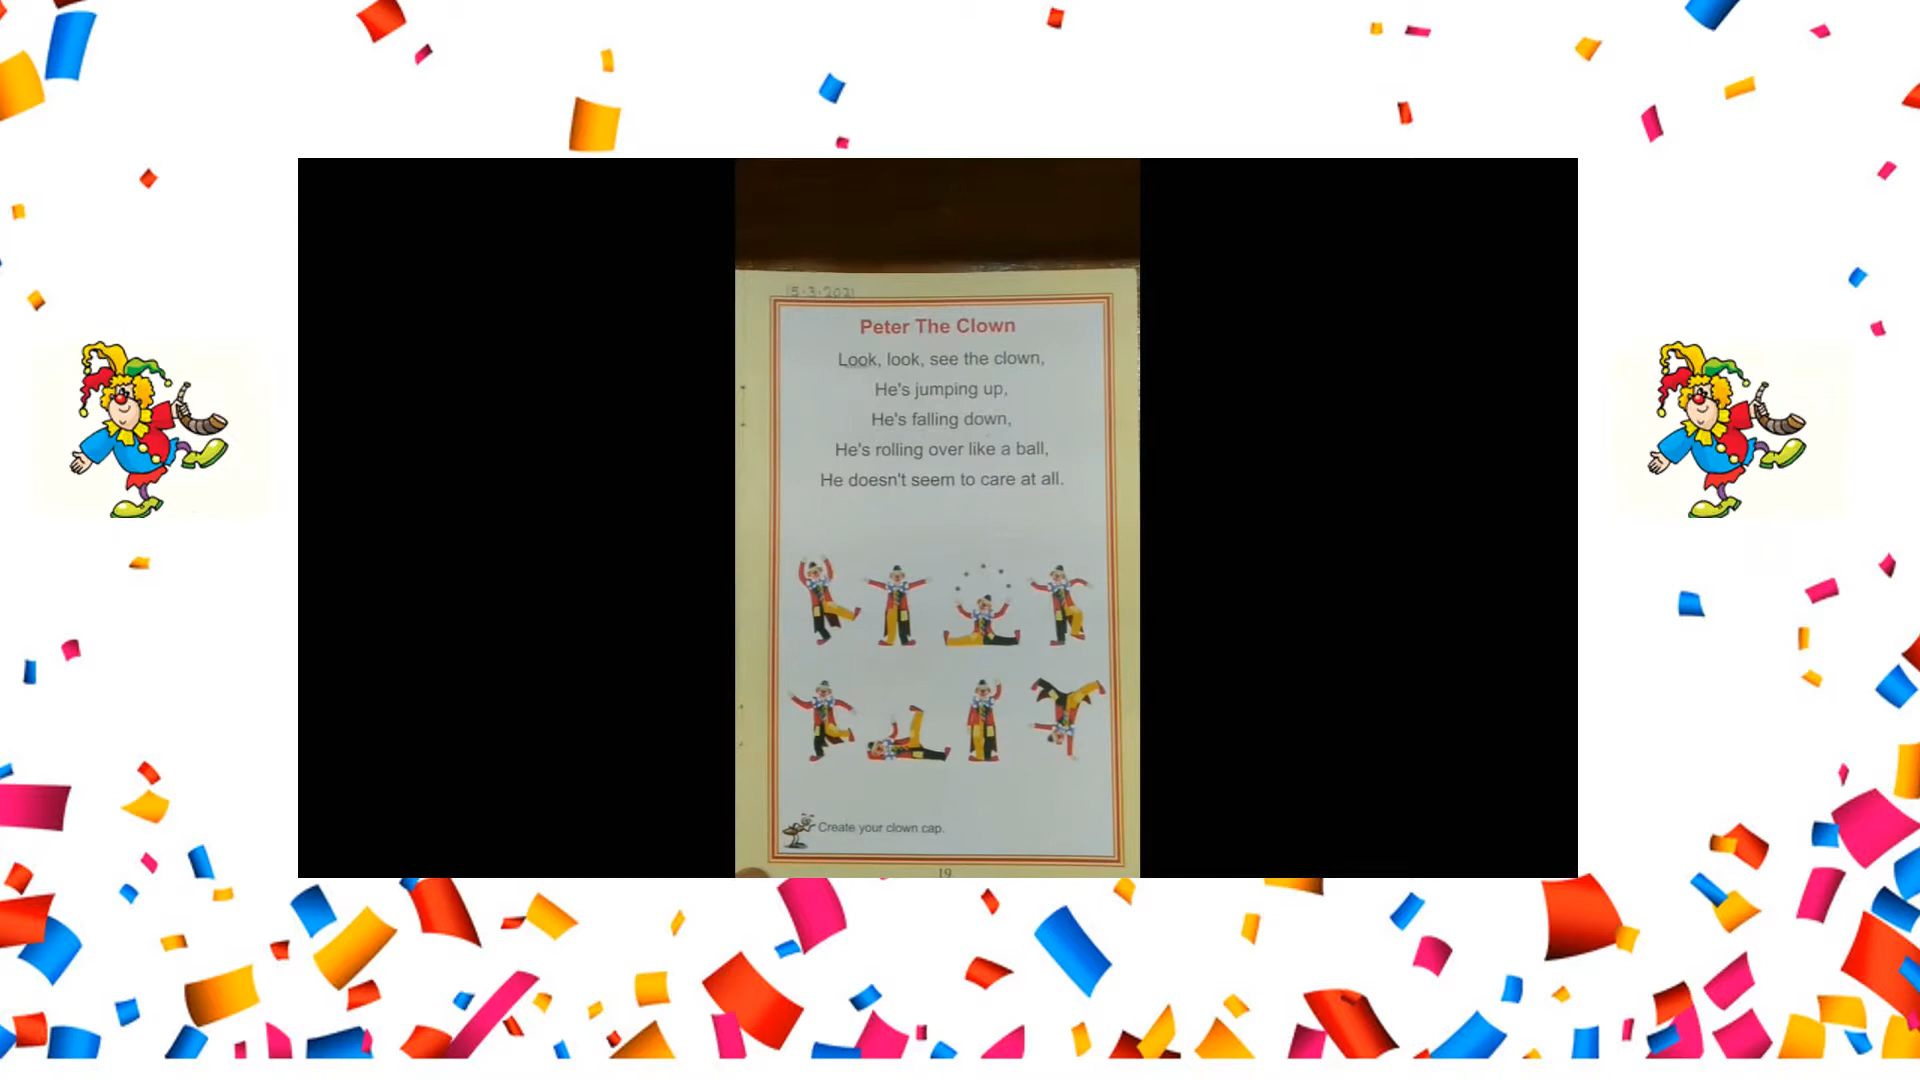 15.3.2021
Peter The Clown
Look, look, see the clown,
He's jumping up,
He's falling down,
He's rolling over like a ball,
He doesn't seem to care at all.
Create your clown cap.
19